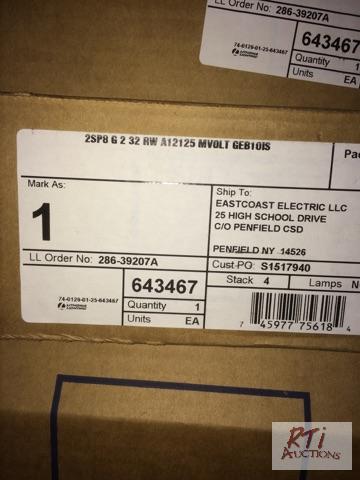 LL Order No: 286-39207A
643467
74-0129-01-25-643467
Quantity 1
Units EA
2SP8 G 2 32 RW A12125 MVOLT GEB10IS
Mark As:
1
Ship To:
EASTCOAST ELECTRIC LLC
25 HIGH SCHOOL DRIVE
C/O PENFIELD CSD
PENFIELD NY 14526
LL Order No: 286-39207A
Cust-PO: S1517940
643467
Stack 4
Lamps
74-0129-01-25-643467
Quantity 1
Units EA
7 45977 75618 4
RTi
AUCTIONS